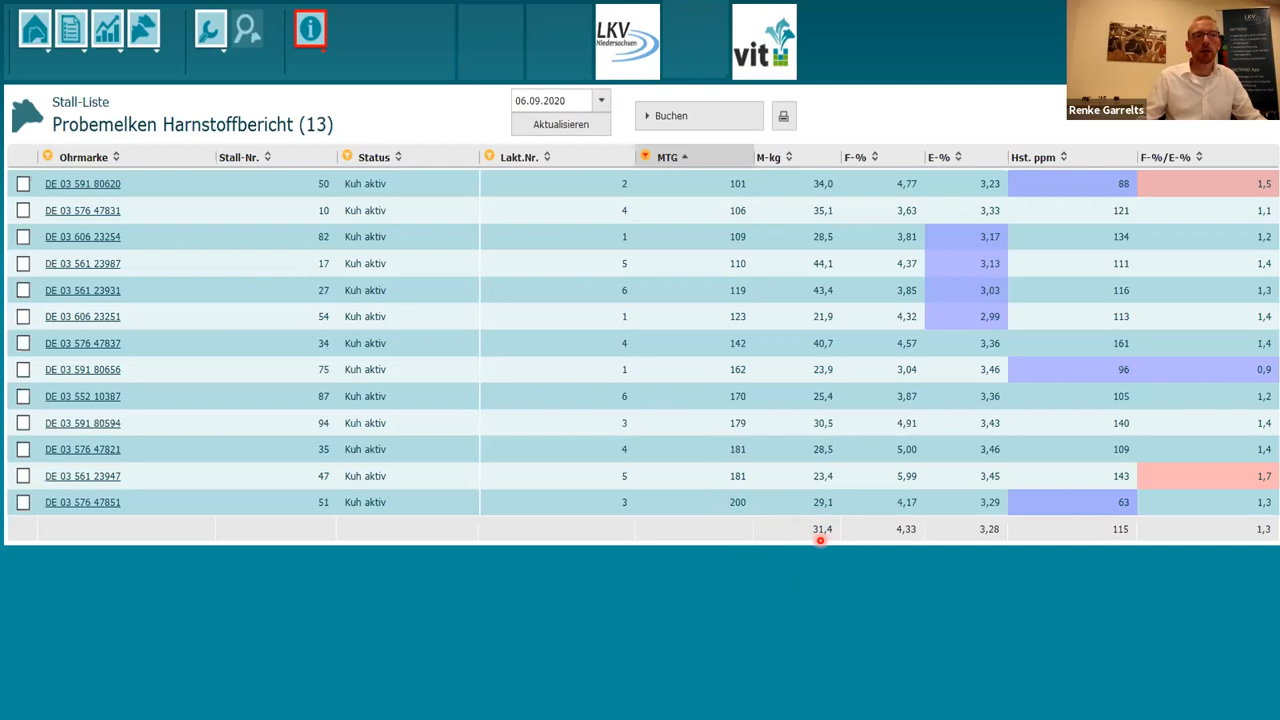 LKV
Niedersachsen
vit
LKV
Renke Garrelts
Stall-Liste
Probemelken Harnstoffbericht (13)
06.09.2020
Aktualisieren
Buchen
Ohrmarke Stall-Nr. Status Lakt.Nr. MTG M-kg F-% E-% Hst. ppm F-%/E-%
DE 03 591 80620 50 Kuh aktiv 2 101 34,0 4,77 3,23 88 1,5
DE 03 576 47831 10 Kuh aktiv 4 106 35,1 3,63 3,33 121 1,1
DE 03 606 23254 82 Kuh aktiv 1 109 28,5 3,81 3,17 134 1,2
DE 03 561 23987 17 Kuh aktiv 5 110 44,1 4,37 3,13 111 1,4
DE 03 561 23931 27 Kuh aktiv 6 119 43,4 3,85 3,03 116 1,3
DE 03 606 23251 54 Kuh aktiv 1 123 21,9 4,32 2,99 113 1,4
DE 03 576 47837 34 Kuh aktiv 4 142 40,7 4,57 3,36 161 1,4
DE 03 591 80656 75 Kuh aktiv 1 162 23,9 3,04 3,46 96 0,9
DE 03 552 10387 87 Kuh aktiv 6 170 25,4 3,87 3,36 105 1,2
DE 03 591 80594 94 Kuh aktiv 3 179 30,5 4,91 3,43 140 1,4
DE 03 576 47821 35 Kuh aktiv 4 181 28,5 5,00 3,46 109 1,4
DE 03 561 23947 47 Kuh aktiv 5 181 23,4 5,99 3,45 143 1,7
DE 03 576 47851 51 Kuh aktiv 3 200 29,1 4,17 3,29 63 1,3
31,4 4,33 3,28 115 1,3